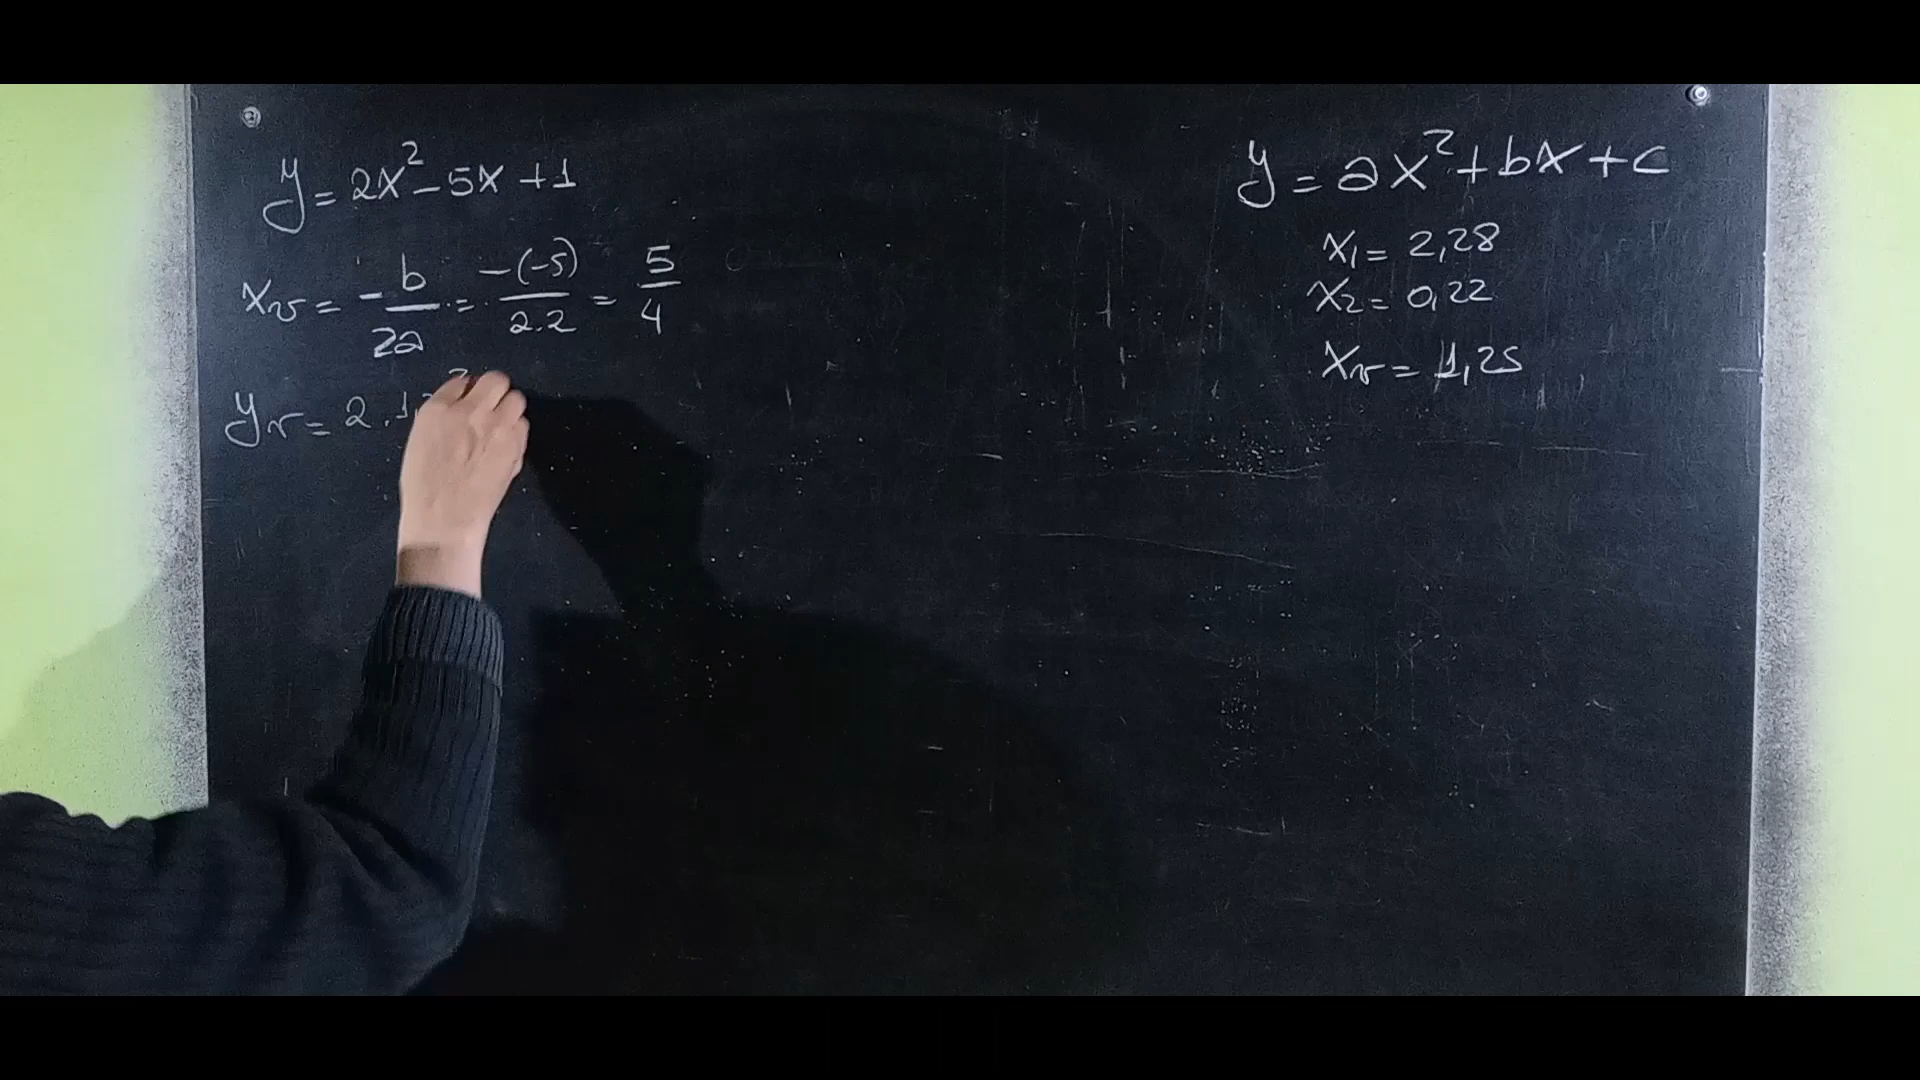 y = 2x² - 5x + 1
xv = -b/2a = -(-5)/2.2 = 5/4
yv = 2.1,
y = ax² + bx + c
x1 = 2,28
x2 = 0,22
xv = 1,25